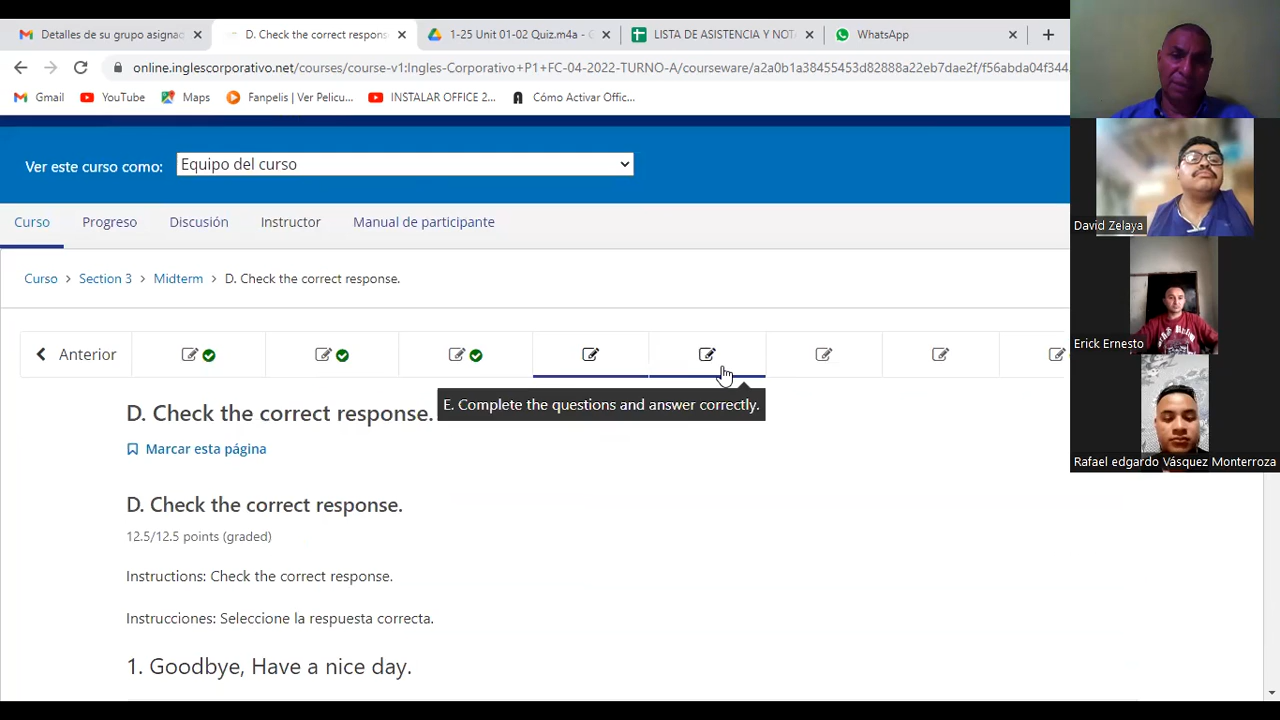 Detalles de su grupo asignac
D. Check the correct respons
1-25 Unit 01-02 Quiz.m4a - G
LISTA DE ASISTENCIA Y NOTA
WhatsApp
online.inglescorporativo.net/courses/course-v1:Ingles-Corporativo+P1+FC-04-2022-TURNO-A/courseware/a2a0b1a38455453d82888a22eb7dae2f/f56abda04f344
Gmail
YouTube
Maps
Fanpelis | Ver Pelicu...
INSTALAR OFFICE 2...
Cómo Activar Offic...
Ver este curso como:
Equipo del curso
David Zelaya
Curso
Progreso
Discusión
Instructor
Manual de participante
Curso > Section 3 > Midterm > D. Check the correct response.
Erick Ernesto
Anterior
E. Complete the questions and answer correctly.
D. Check the correct response.
Marcar esta página
Rafael edgardo Vásquez Monterroza
D. Check the correct response.
12.5/12.5 points (graded)
Instructions: Check the correct response.
Instrucciones: Seleccione la respuesta correcta.
1. Goodbye, Have a nice day.